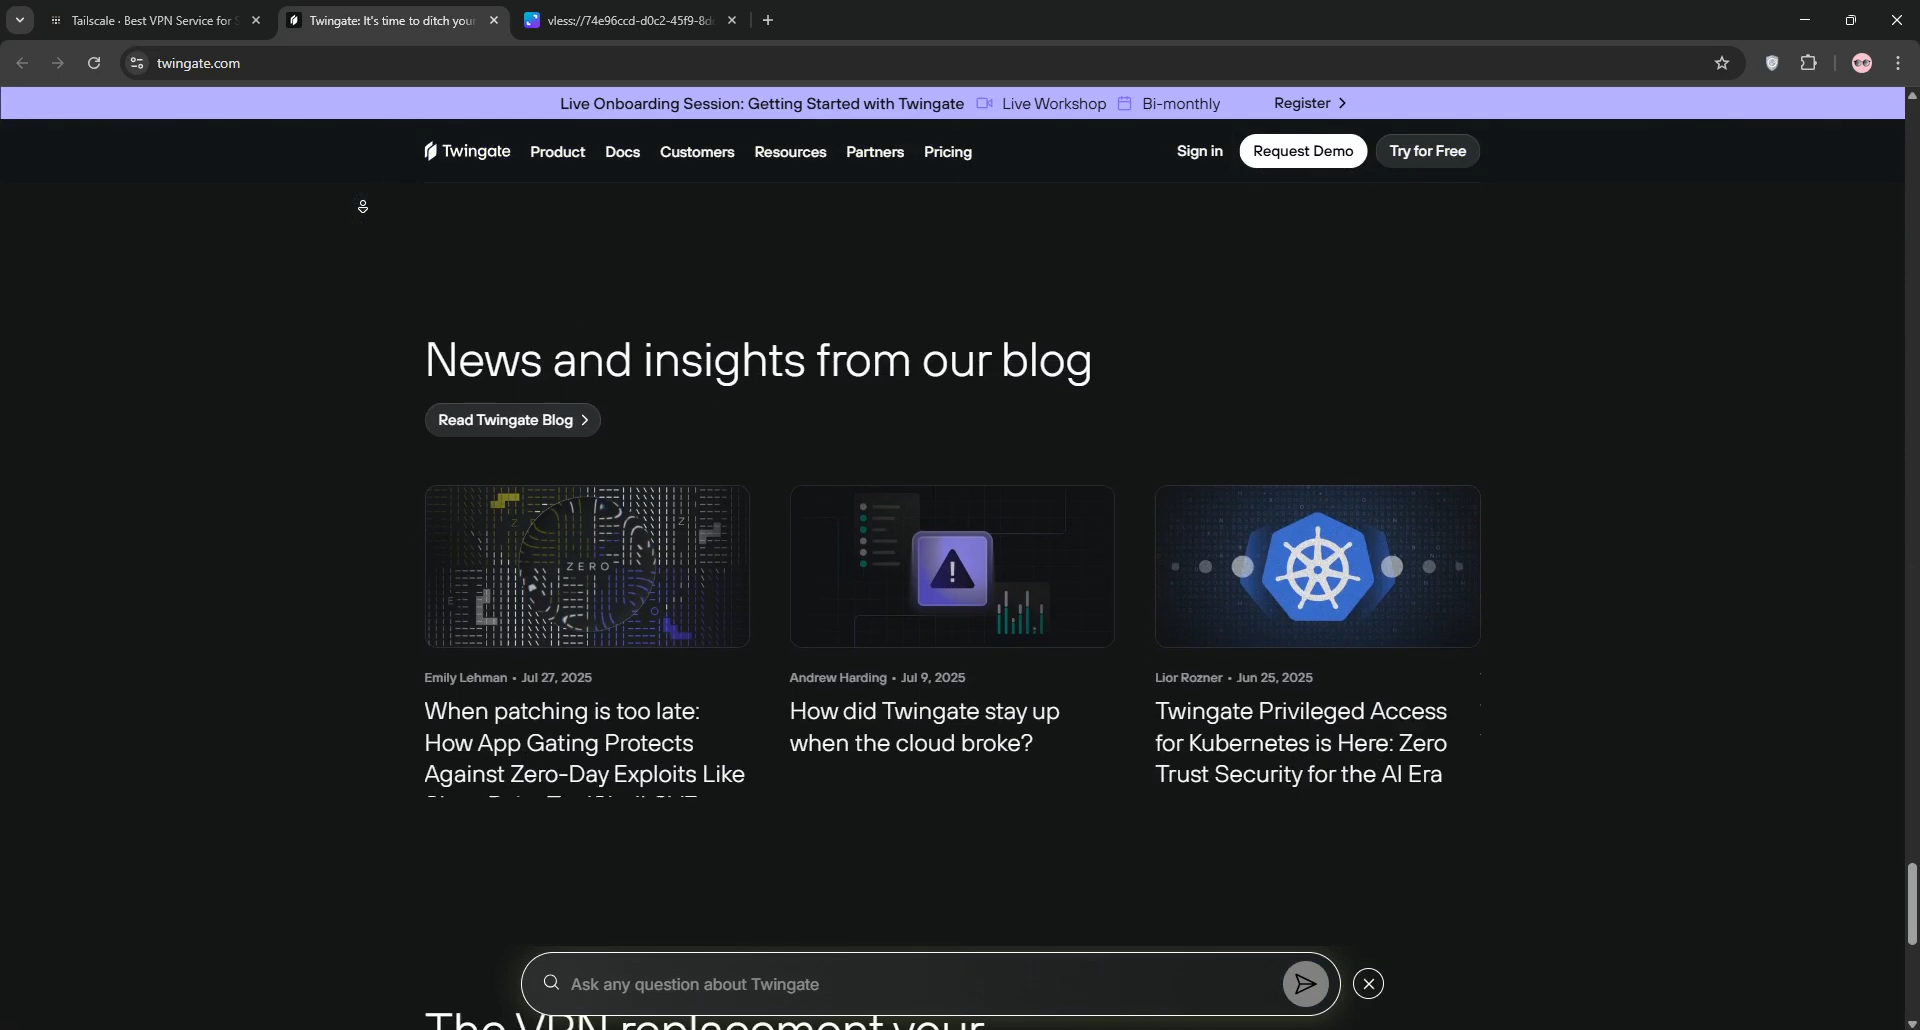 Tailscale · Best VPN Service for S
Twingate: It's time to ditch your
vless://74e96ccd-d0c2-45f9-8d
twingate.com
Live Onboarding Session: Getting Started with Twingate Live Workshop Bi-monthly Register
Twingate Product Docs Customers Resources Partners Pricing Sign in Request Demo Try for Free
News and insights from our blog
Read Twingate Blog
ZERO
Emily Lehman • Jul 27, 2025
When patching is too late:
How App Gating Protects
Against Zero-Day Exploits Like
Andrew Harding • Jul 9, 2025
How did Twingate stay up
when the cloud broke?
Lior Rozner • Jun 25, 2025
Twingate Privileged Access
for Kubernetes is Here: Zero
Trust Security for the AI Era
Ask any question about Twingate
The VPN replacement your